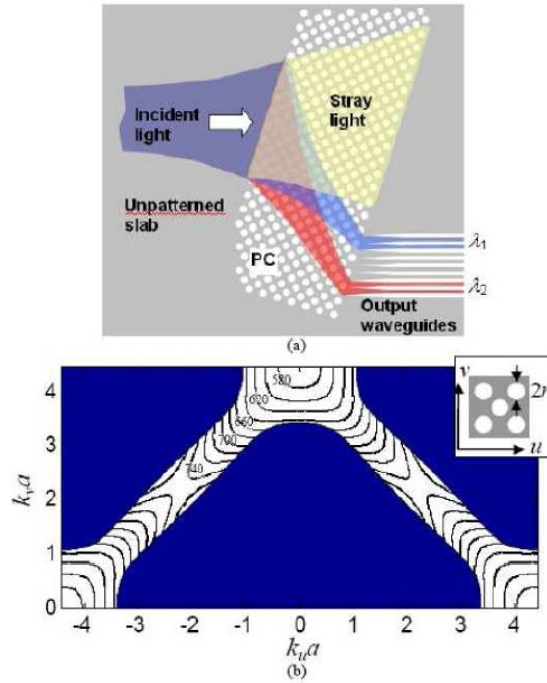 Incident
light
Stray
light
Unpatterned
slab
PC
λ1
λ2
Output
waveguides
(a)
4
3
2
1
0
kva
580
620
660
700
740
v
2r
u
-4 -3 -2 -1 0 1 2 3 4
kua
(b)